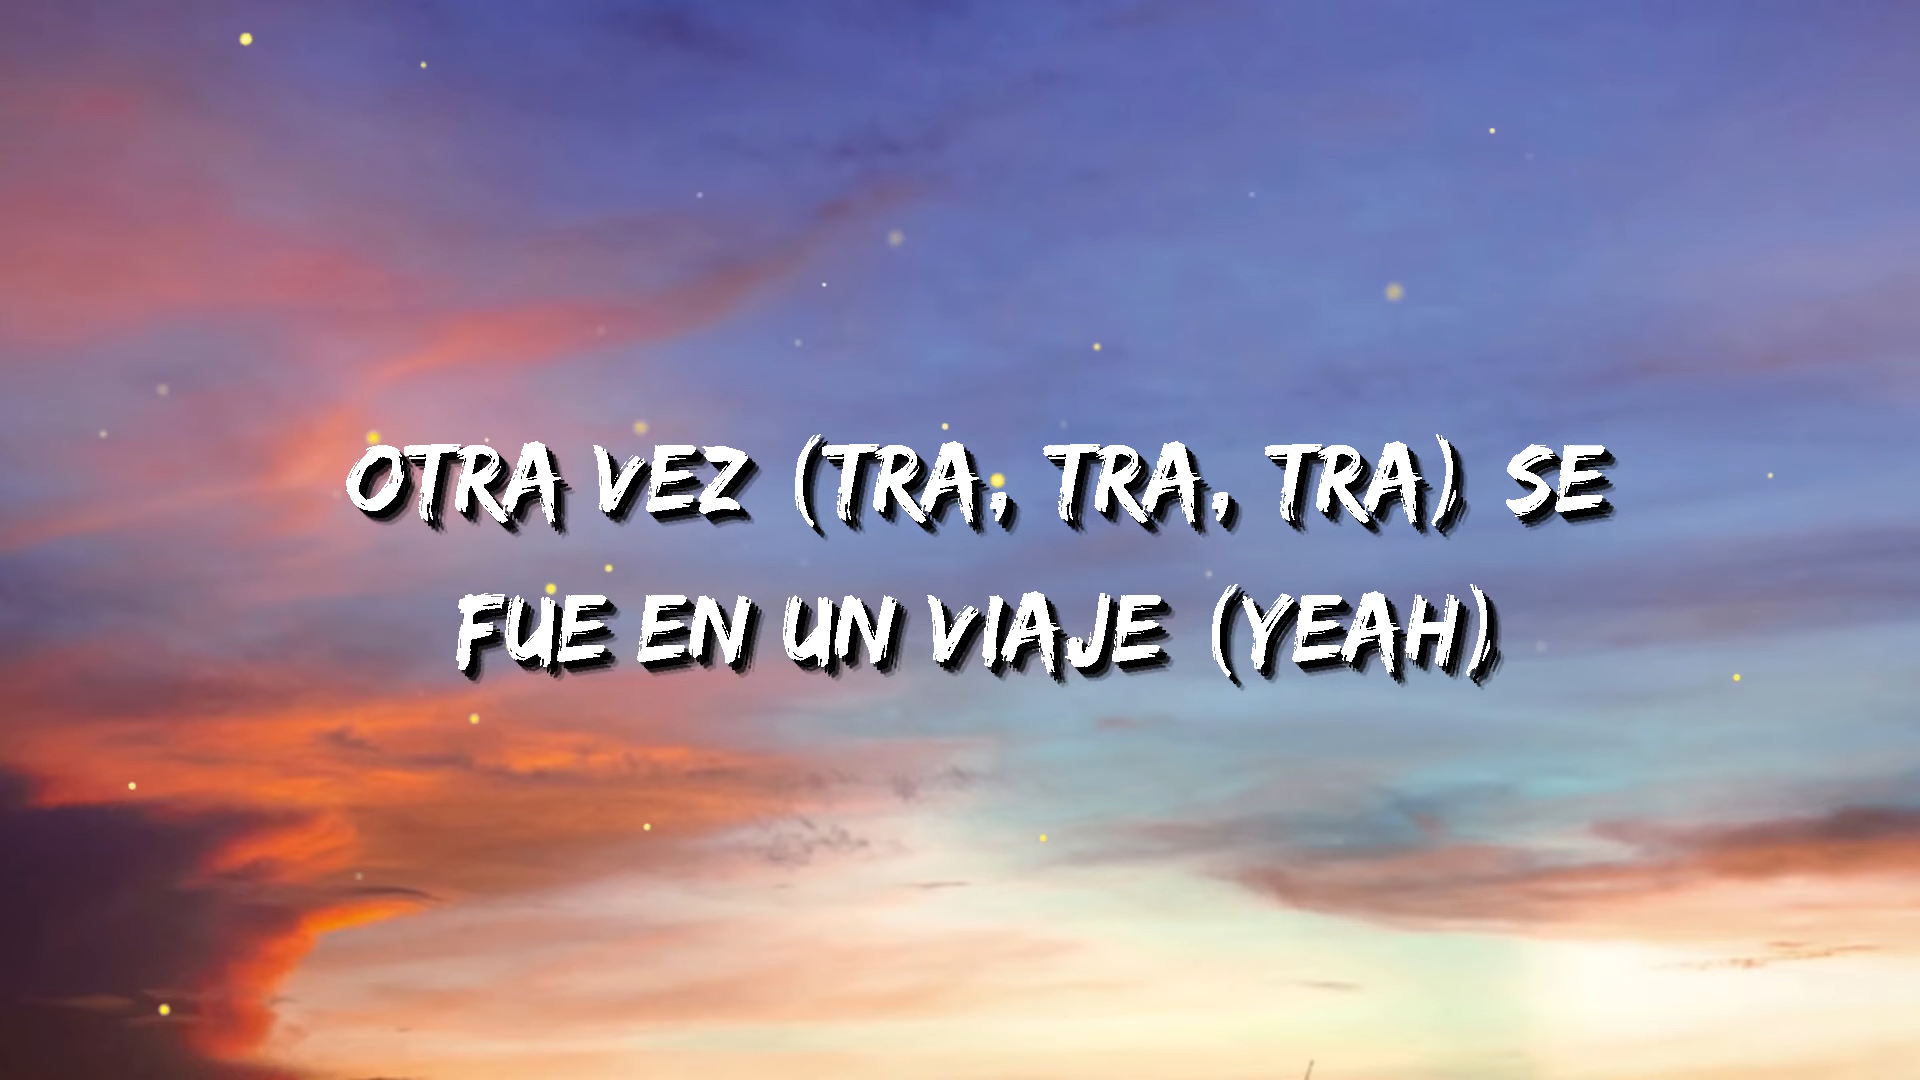 OTRA VEZ (TRA, TRA, TRA) SE
FUE EN UN VIAJE (YEAH)